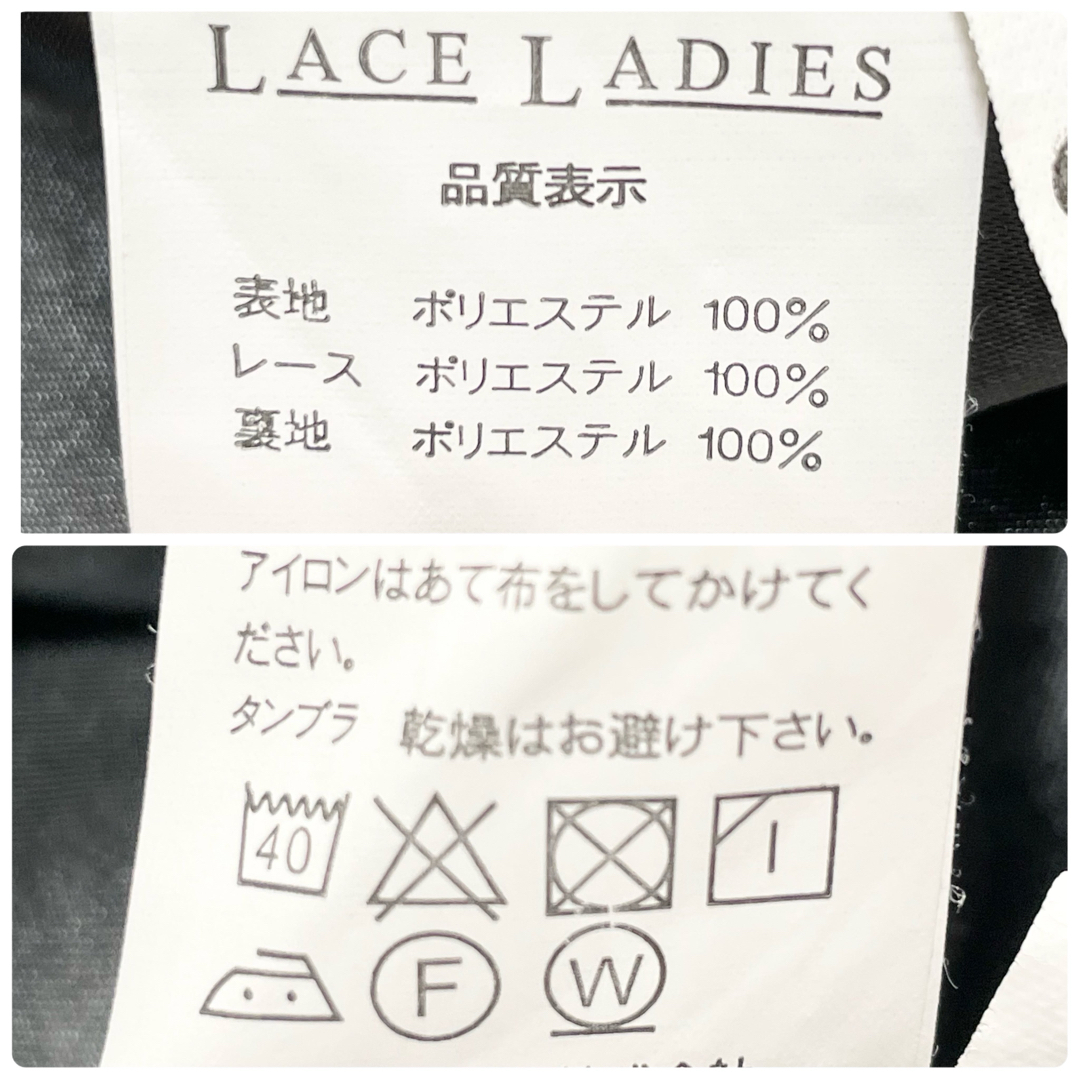 LACE LADIES
品質表示
表地 ポリエステル 100%
レース ポリエステル 100%
裏地 ポリエステル 100%
アイロンはあて布をしてかけてく
ださい。
タンブラ 乾燥はお避け下さい。
40
F
W